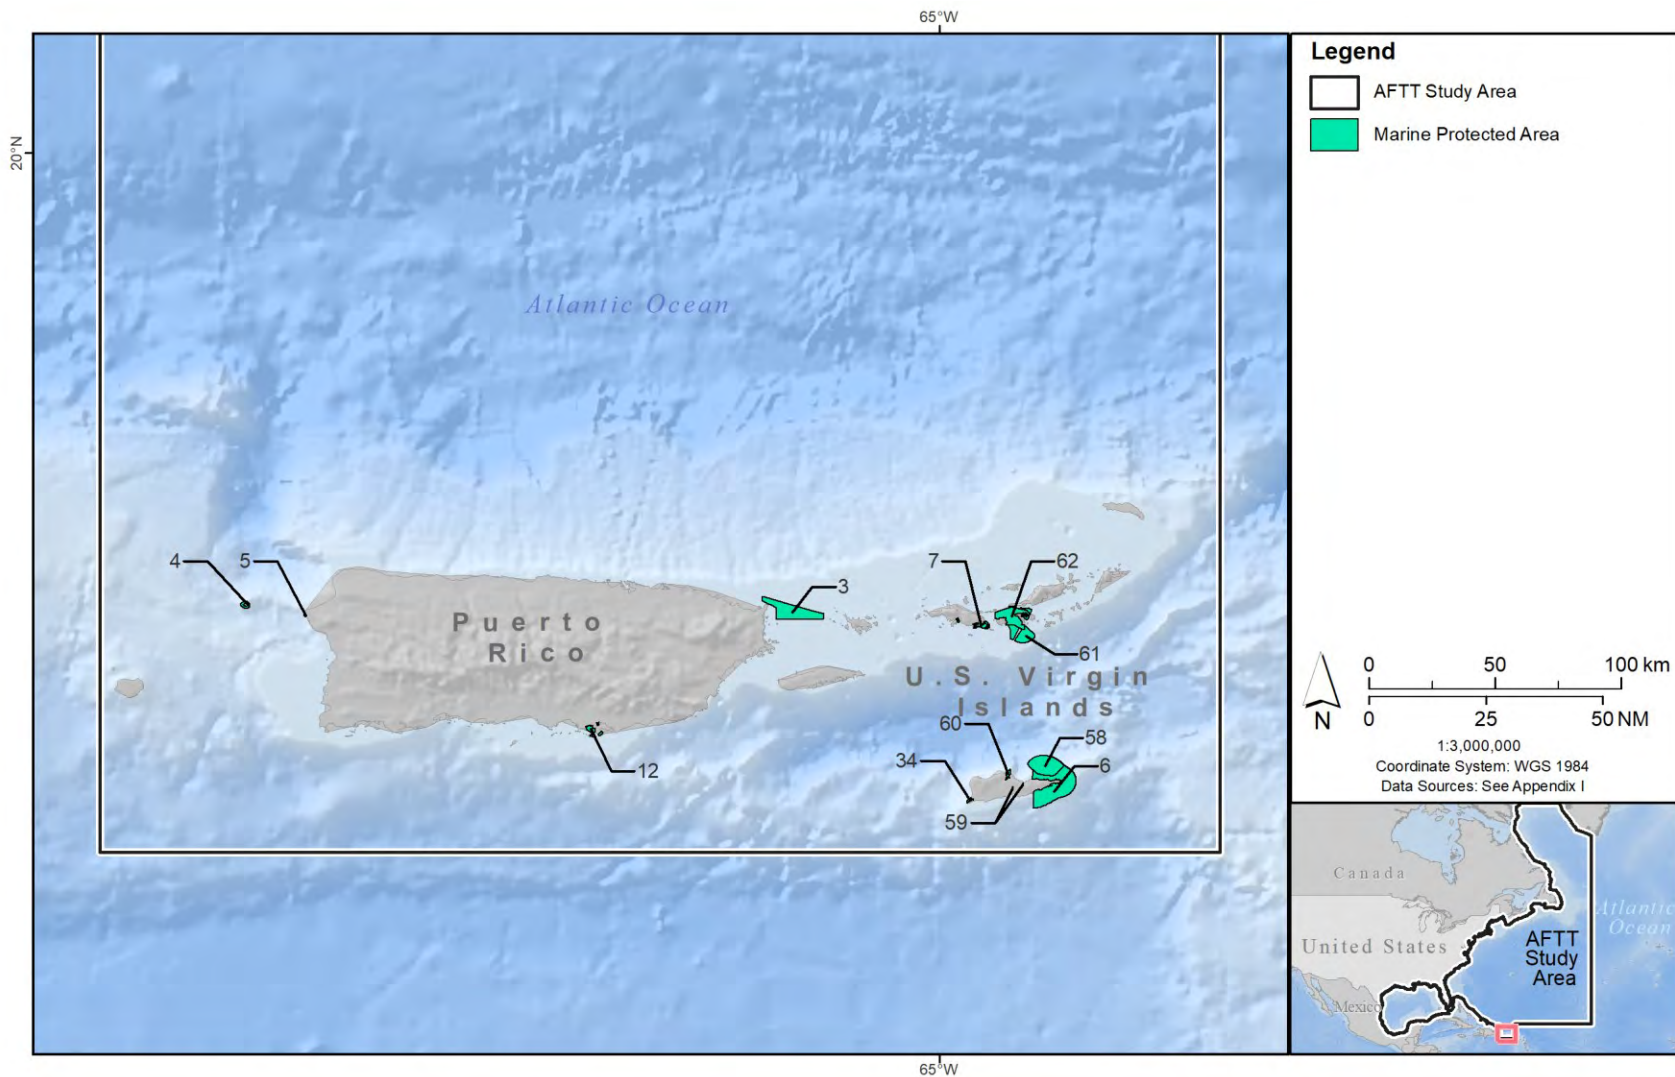 65°W
20°N
Atlantic Ocean
4
5
3
7
62
Puerto
Rico
61
U.S. Virgin
Islands
60
58
34
6
12
59
65°W
Legend
AFTT Study Area
Marine Protected Area
0 50 100 km
N
0 25 50 NM
1:3,000,000
Coordinate System: WGS 1984
Data Sources: See Appendix I
Canada
Atlantic
Ocean
United States
AFTT
Study
Area
Mexico